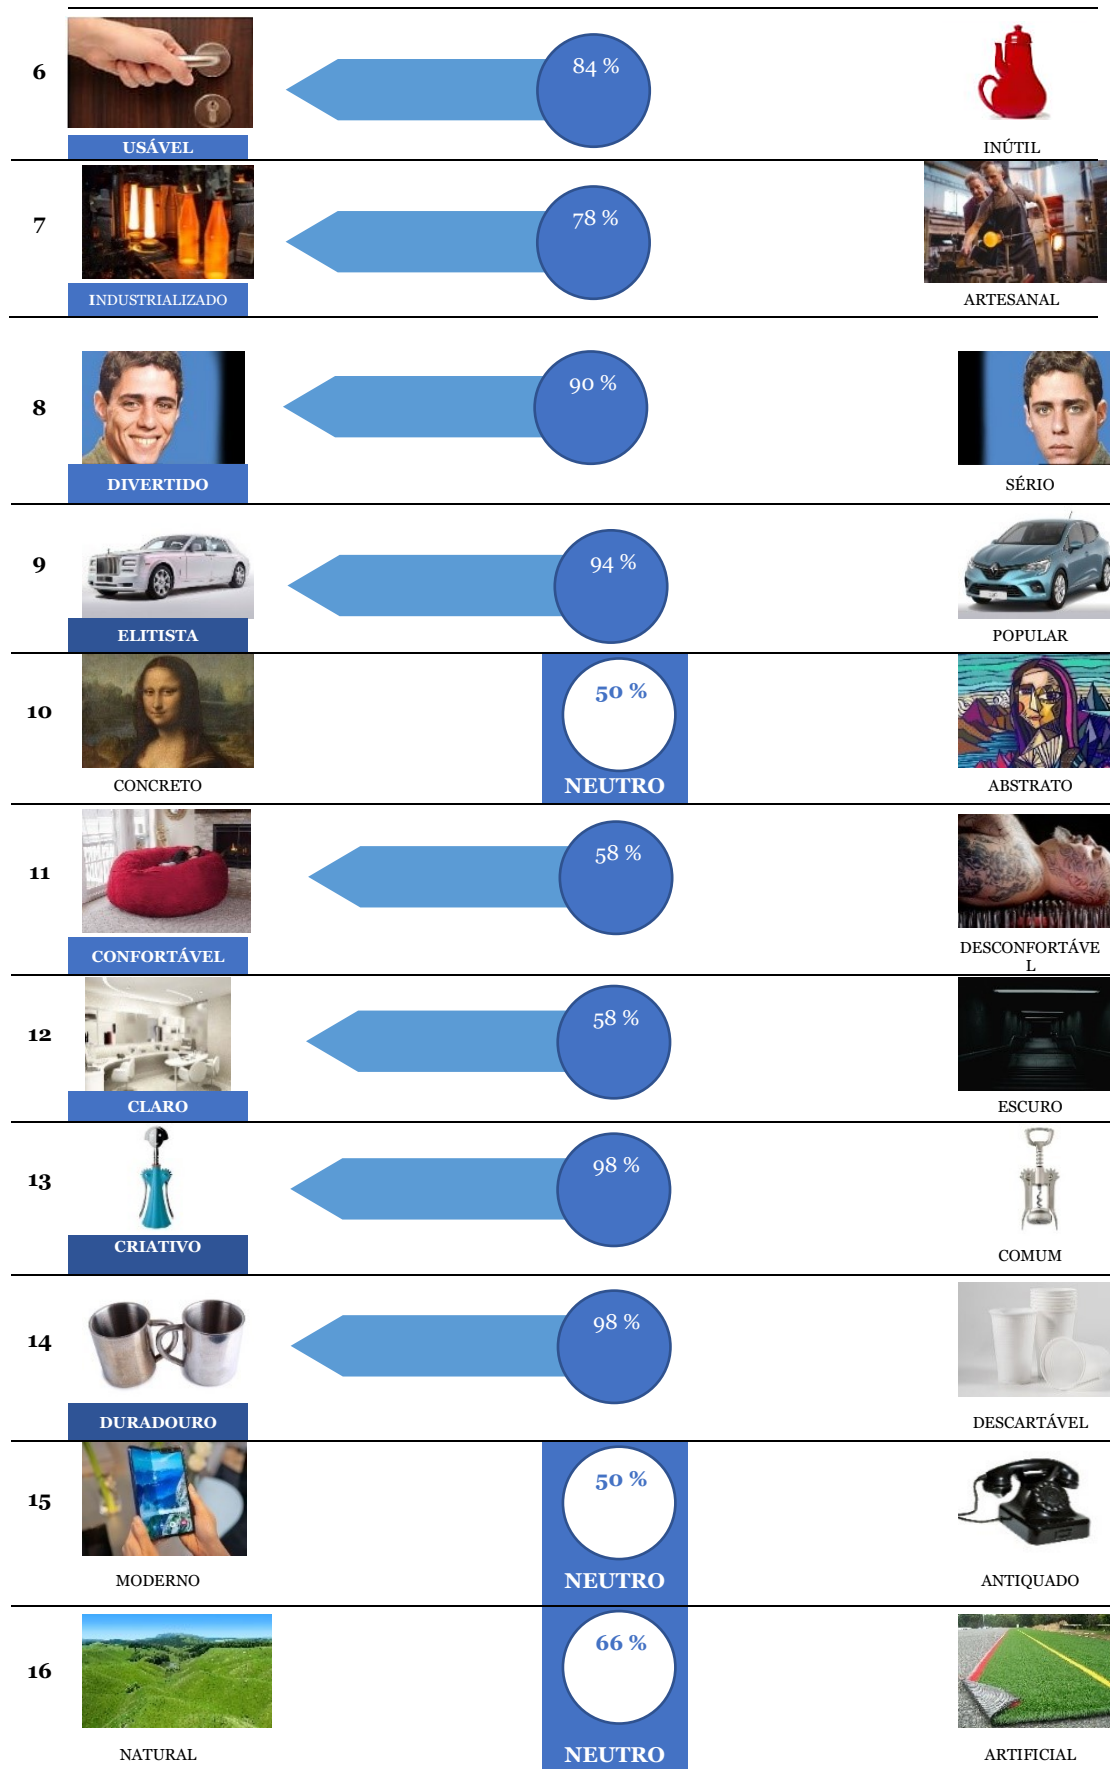 6
84 %
USÁVEL
INÚTIL
7
78 %
INDUSTRIALIZADO
ARTESANAL
8
90 %
DIVERTIDO
SÉRIO
9
94 %
ELITISTA
POPULAR
10
50 %
CONCRETO
NEUTRO
ABSTRATO
11
58 %
CONFORTÁVEL
DESCONFORTÁVE
L
12
58 %
CLARO
ESCURO
13
98 %
CRIATIVO
COMUM
14
98 %
DURADOURO
DESCARTÁVEL
15
50 %
MODERNO
NEUTRO
ANTIQUADO
16
66 %
NATURAL
NEUTRO
ARTIFICIAL